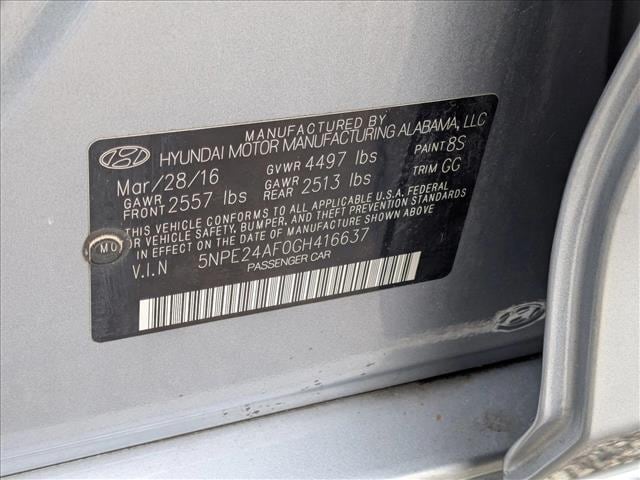 MANUFACTURED BY
HYUNDAI MOTOR MANUFACTURING ALABAMA, LLC
Mar/28/16 GVWR 4497 lbs PAINT 8S
GAWR FRONT 2557 lbs GAWR REAR 2513 lbs TRIM GG
THIS VEHICLE CONFORMS TO ALL APPLICABLE U.S.A. FEDERAL
MOTOR VEHICLE SAFETY, BUMPER, AND THEFT PREVENTION STANDARDS
IN EFFECT ON THE DATE OF MANUFACTURE SHOWN ABOVE.
MU
V.I.N 5NPE24AF0GH416637
PASSENGER CAR